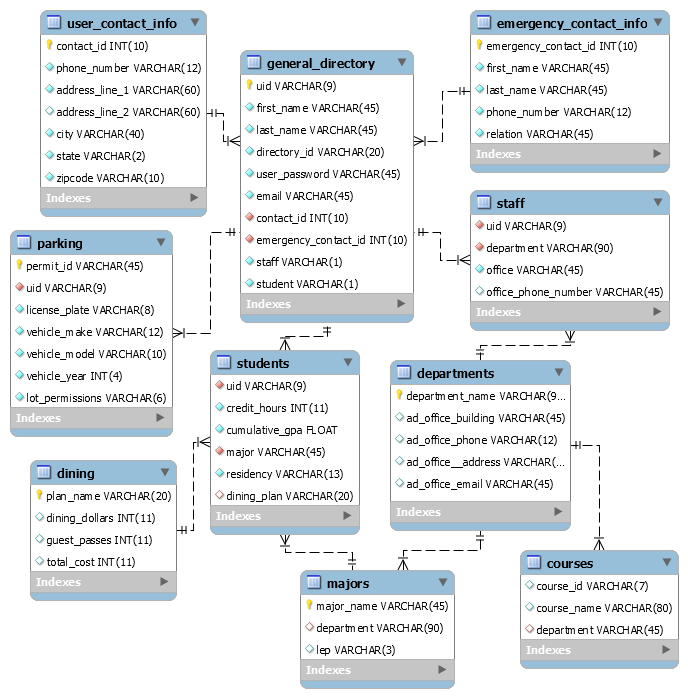 user_contact_info
contact_id INT(10)
phone_number VARCHAR(12)
address_line_1 VARCHAR(60)
address_line_2 VARCHAR(60)
city VARCHAR(40)
state VARCHAR(2)
zipcode VARCHAR(10)
Indexes
general_directory
uid VARCHAR(9)
first_name VARCHAR(45)
last_name VARCHAR(45)
directory_id VARCHAR(20)
user_password VARCHAR(45)
email VARCHAR(45)
contact_id INT(10)
emergency_contact_id INT(10)
staff VARCHAR(1)
student VARCHAR(1)
Indexes
emergency_contact_info
emergency_contact_id INT(10)
first_name VARCHAR(45)
last_name VARCHAR(45)
phone_number VARCHAR(12)
relation VARCHAR(45)
Indexes
staff
uid VARCHAR(9)
department VARCHAR(90)
office VARCHAR(45)
office_phone_number VARCHAR(45)
Indexes
parking
permit_id VARCHAR(45)
uid VARCHAR(9)
license_plate VARCHAR(8)
vehicle_make VARCHAR(12)
vehicle_model VARCHAR(10)
vehicle_year INT(4)
lot_permissions VARCHAR(6)
Indexes
students
uid VARCHAR(9)
credit_hours INT(11)
cumulative_gpa FLOAT
major VARCHAR(45)
residency VARCHAR(13)
dining_plan VARCHAR(20)
Indexes
departments
department_name VARCHAR(9...
ad_office_building VARCHAR(45)
ad_office_phone VARCHAR(12)
ad_office__address VARCHAR(...
ad_office_email VARCHAR(45)
Indexes
dining
plan_name VARCHAR(20)
dining_dollars INT(11)
guest_passes INT(11)
total_cost INT(11)
Indexes
majors
major_name VARCHAR(45)
department VARCHAR(90)
lep VARCHAR(3)
Indexes
courses
course_id VARCHAR(7)
course_name VARCHAR(80)
department VARCHAR(45)
Indexes